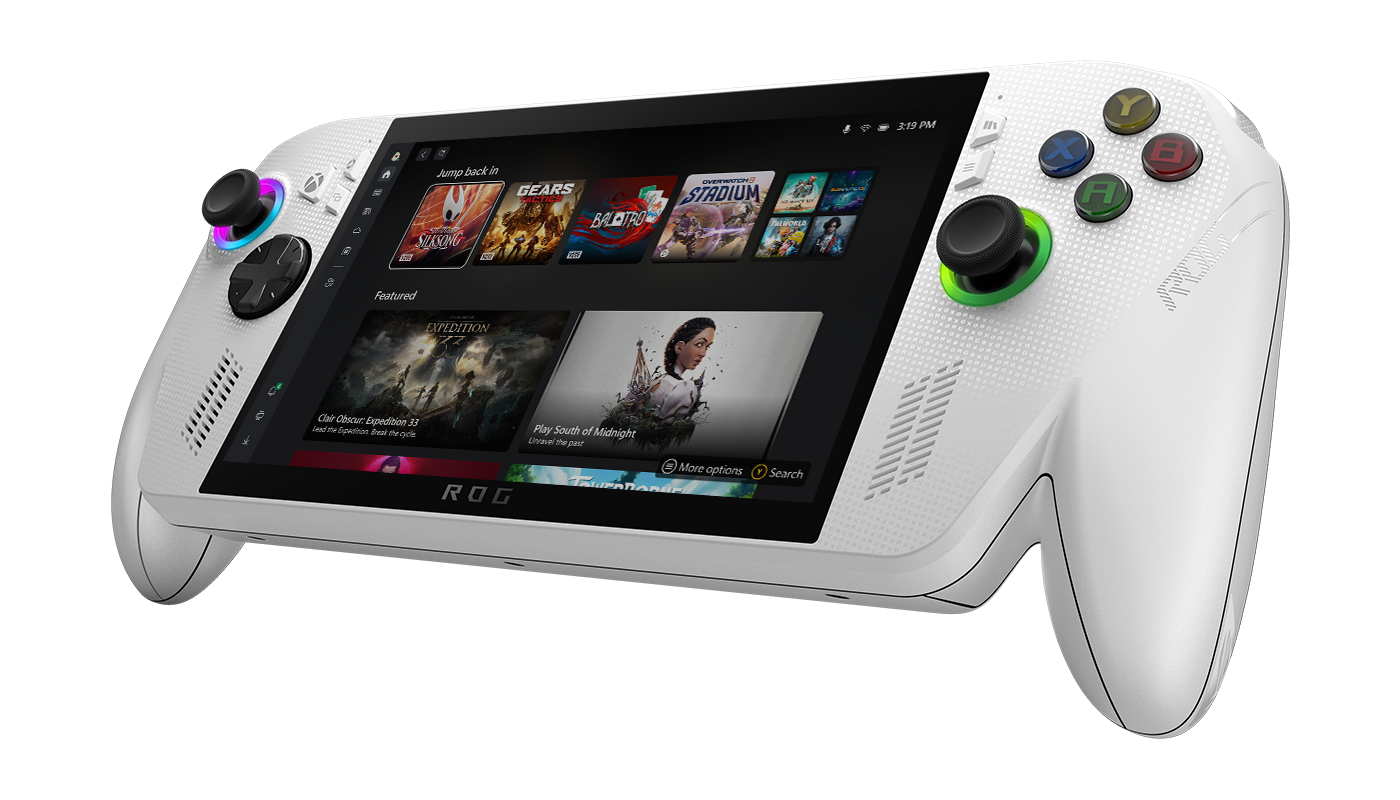 3:19 PM
Jump back in
SILKSONG
GEARS
TACTICS
BALATRO
OVERWATCH 2
STADIUM
PALWORLD
Featured
EXPEDITION
33
Clair Obscur: Expedition 33
Lead the Expedition. Break the cycle.
Play South of Midnight
Unravel the past
More options
Y
Search
ROG
Y
X
B
A